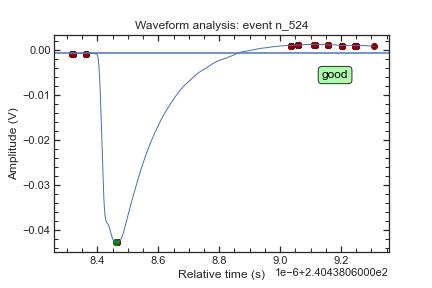 Waveform analysis: event n_524
Amplitude (V)
0.00
−0.01
−0.02
−0.03
−0.04
good
8.4 8.6 8.8 9.0 9.2
1e−6+2.4043806000e2
Relative time (s)